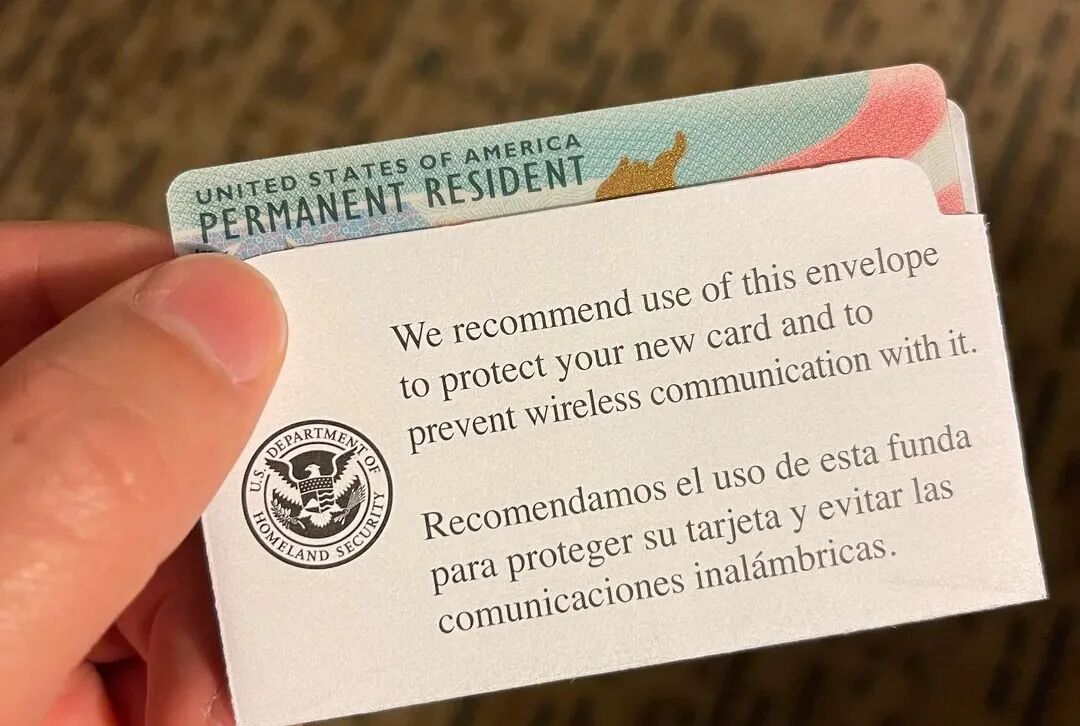 UNITED STATES OF AMERICA
PERMANENT RESIDENT
We recommend use of this envelope
to protect your new card and to
prevent wireless communication with it.
U.S. DEPARTMENT OF
HOMELAND SECURITY
Recomendamos el uso de esta funda
para proteger su tarjeta y evitar las
comunicaciones inalámbricas.